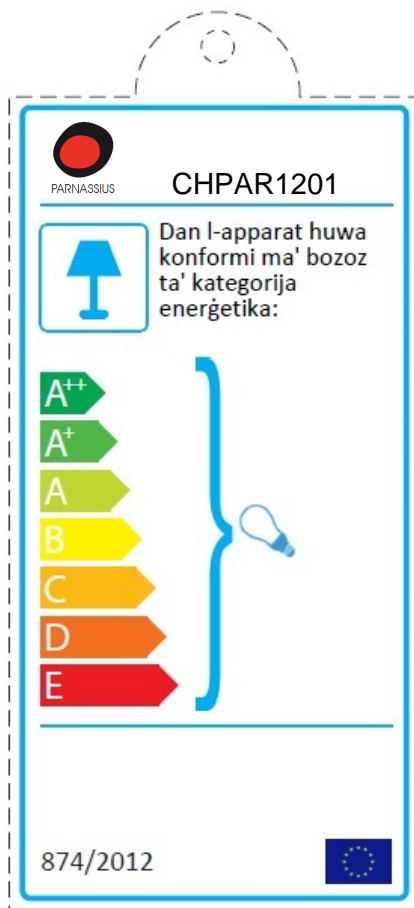 PARNASSIUS
CHPAR1201
Dan l-apparat huwa
konformi ma' bozoz
ta' kategorija
enerġetika:
A++
A+
A
B
C
D
E
874/2012